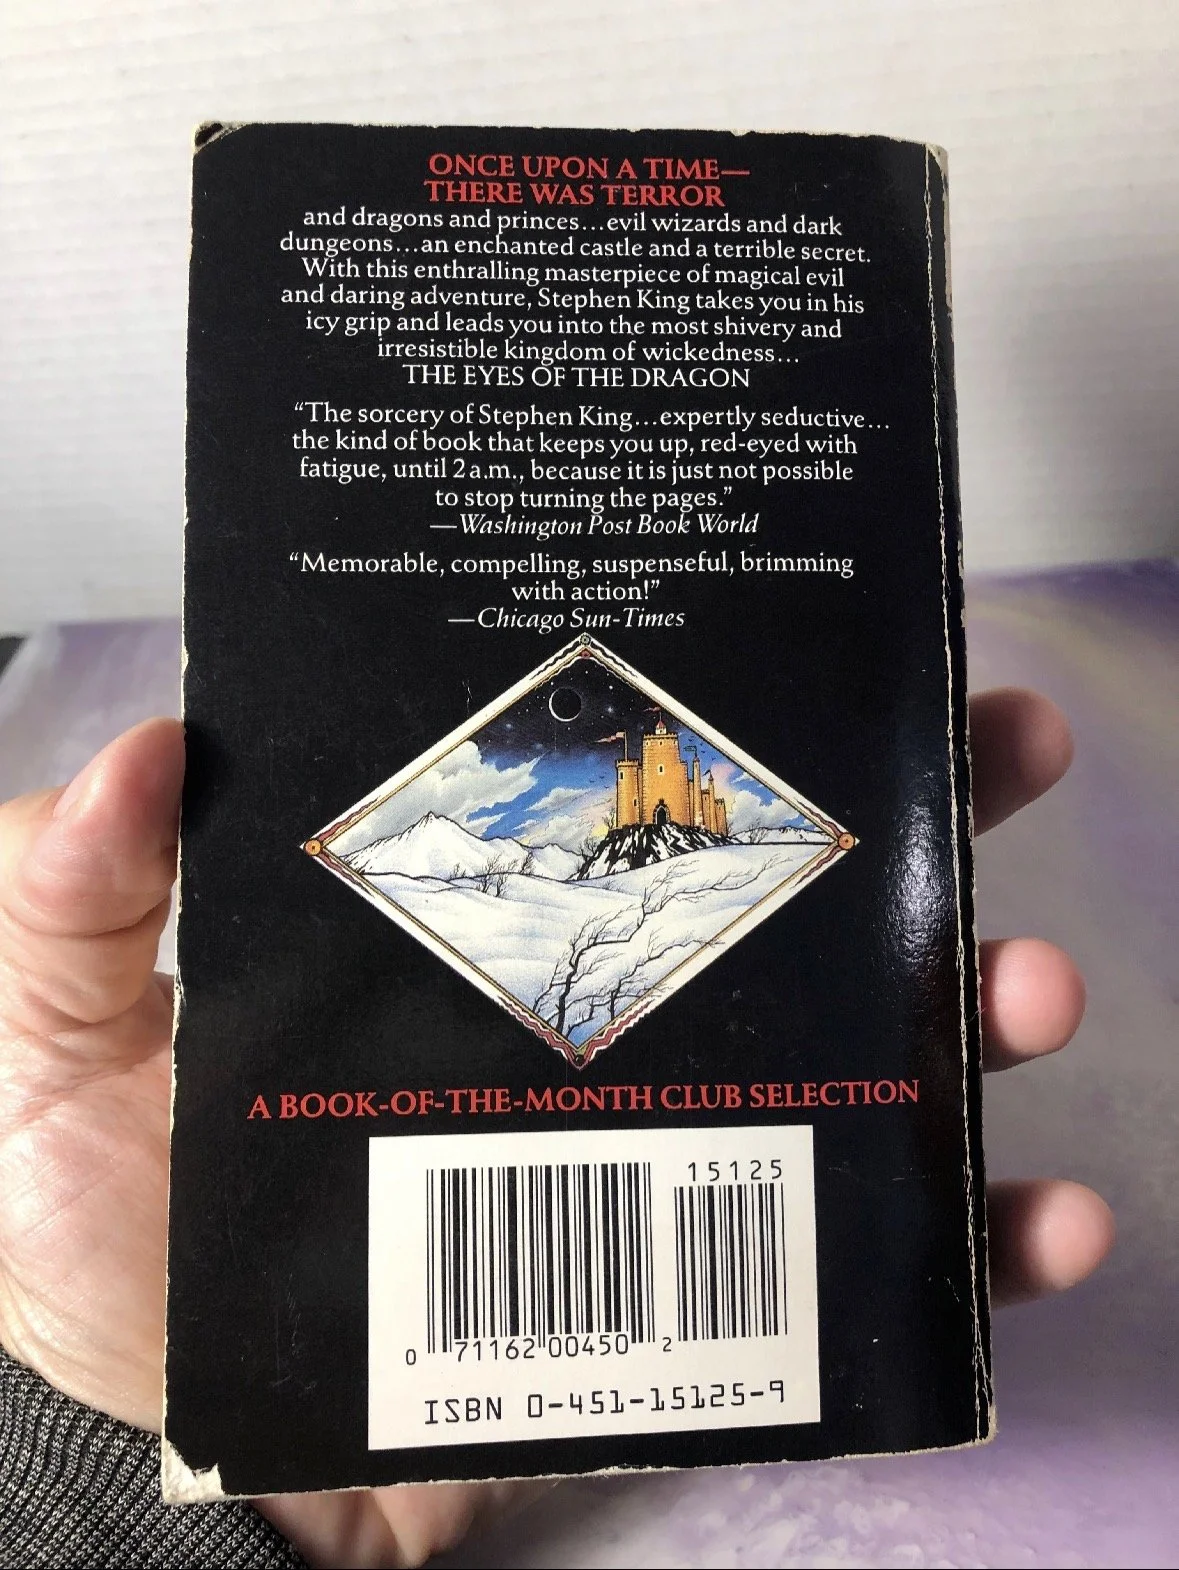 ONCE UPON A TIME—
THERE WAS TERROR
and dragons and princes...evil wizards and dark
dungeons...an enchanted castle and a terrible secret.
With this enthralling masterpiece of magical evil
and daring adventure, Stephen King takes you in his
icy grip and leads you into the most shivery and
irresistible kingdom of wickedness...
THE EYES OF THE DRAGON
“The sorcery of Stephen King...expertly seductive...
the kind of book that keeps you up, red-eyed with
fatigue, until 2 a.m., because it is just not possible
to stop turning the pages.”
—Washington Post Book World
“Memorable, compelling, suspenseful, brimming
with action!”
—Chicago Sun-Times
A BOOK-OF-THE-MONTH CLUB SELECTION
15125
0 71162 00450 2
ISBN 0-451-15125-9